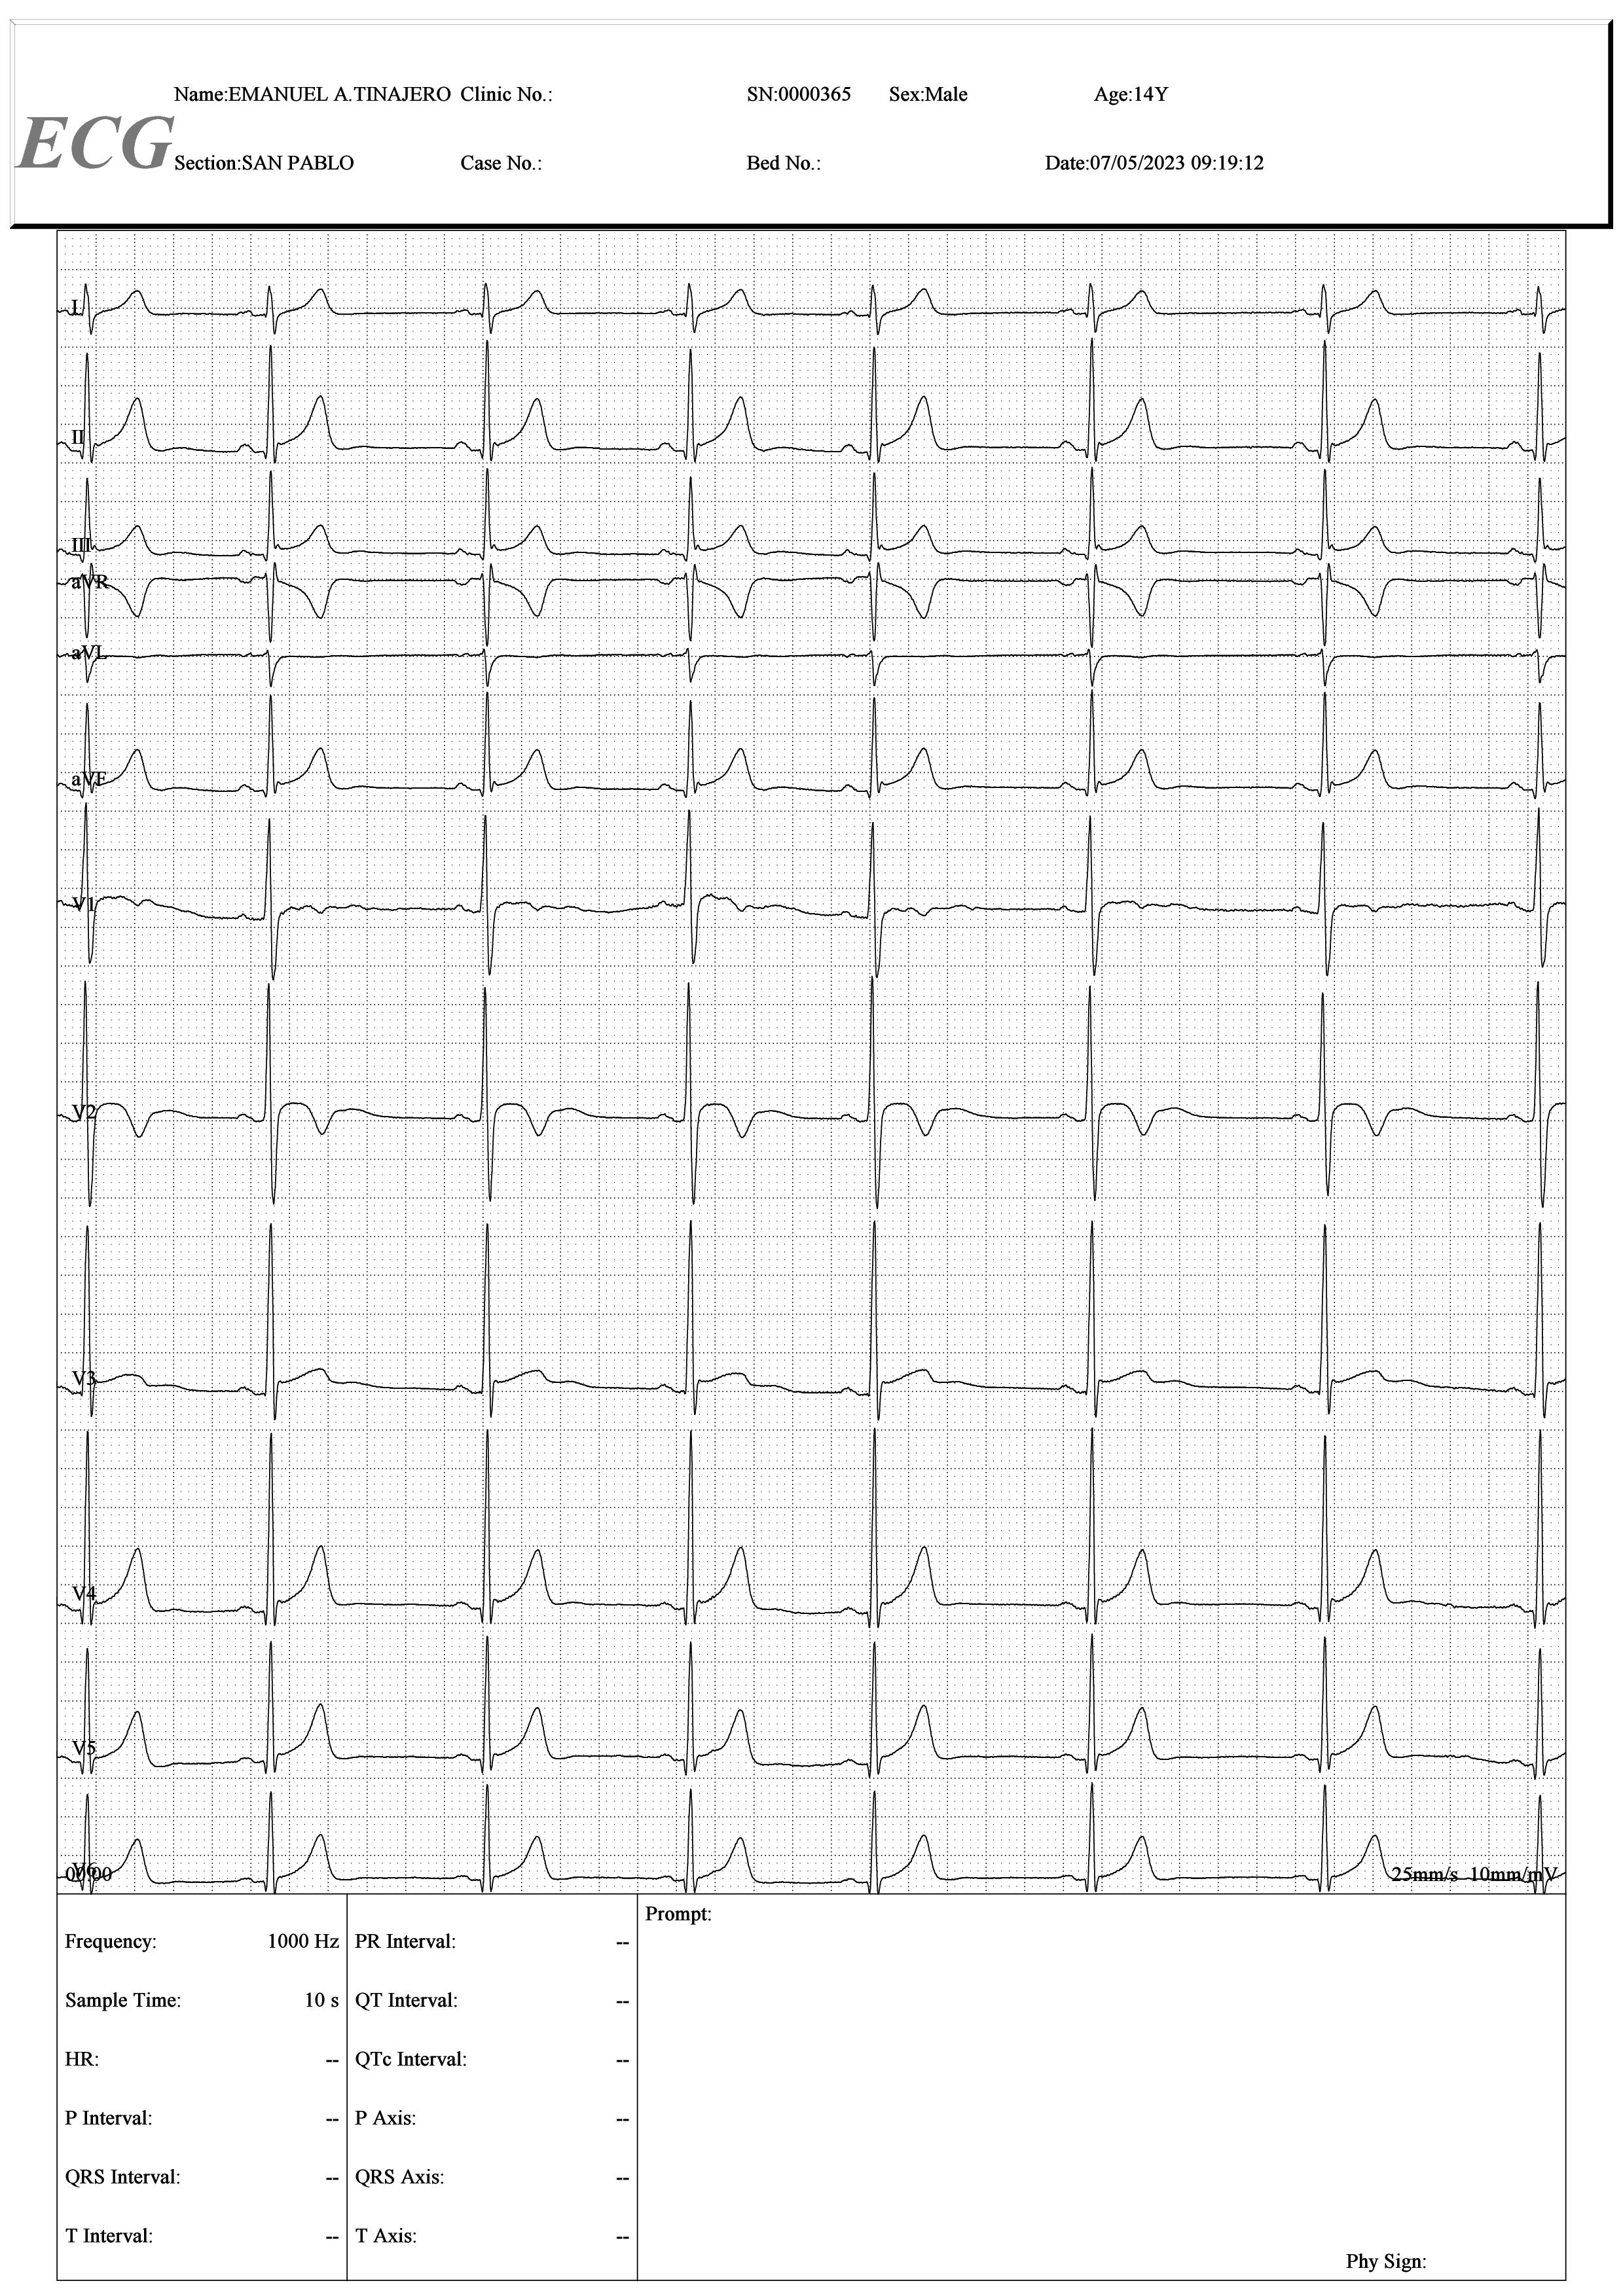 ECG
Name:EMANUEL A.TINAJERO Clinic No.: SN:0000365 Sex:Male Age:14Y
Section:SAN PABLO Case No.: Bed No.: Date:07/05/2023 09:19:12
I
II
III
aVR
aVL
aVF
V1
V2
V3
V4
V5
V6
00:00 25mm/s 10mm/mV
Prompt:
Frequency: 1000 Hz PR Interval: --
Sample Time: 10 s QT Interval: --
HR: -- QTc Interval: --
P Interval: -- P Axis: --
QRS Interval: -- QRS Axis: --
T Interval: -- T Axis: --
Phy Sign: